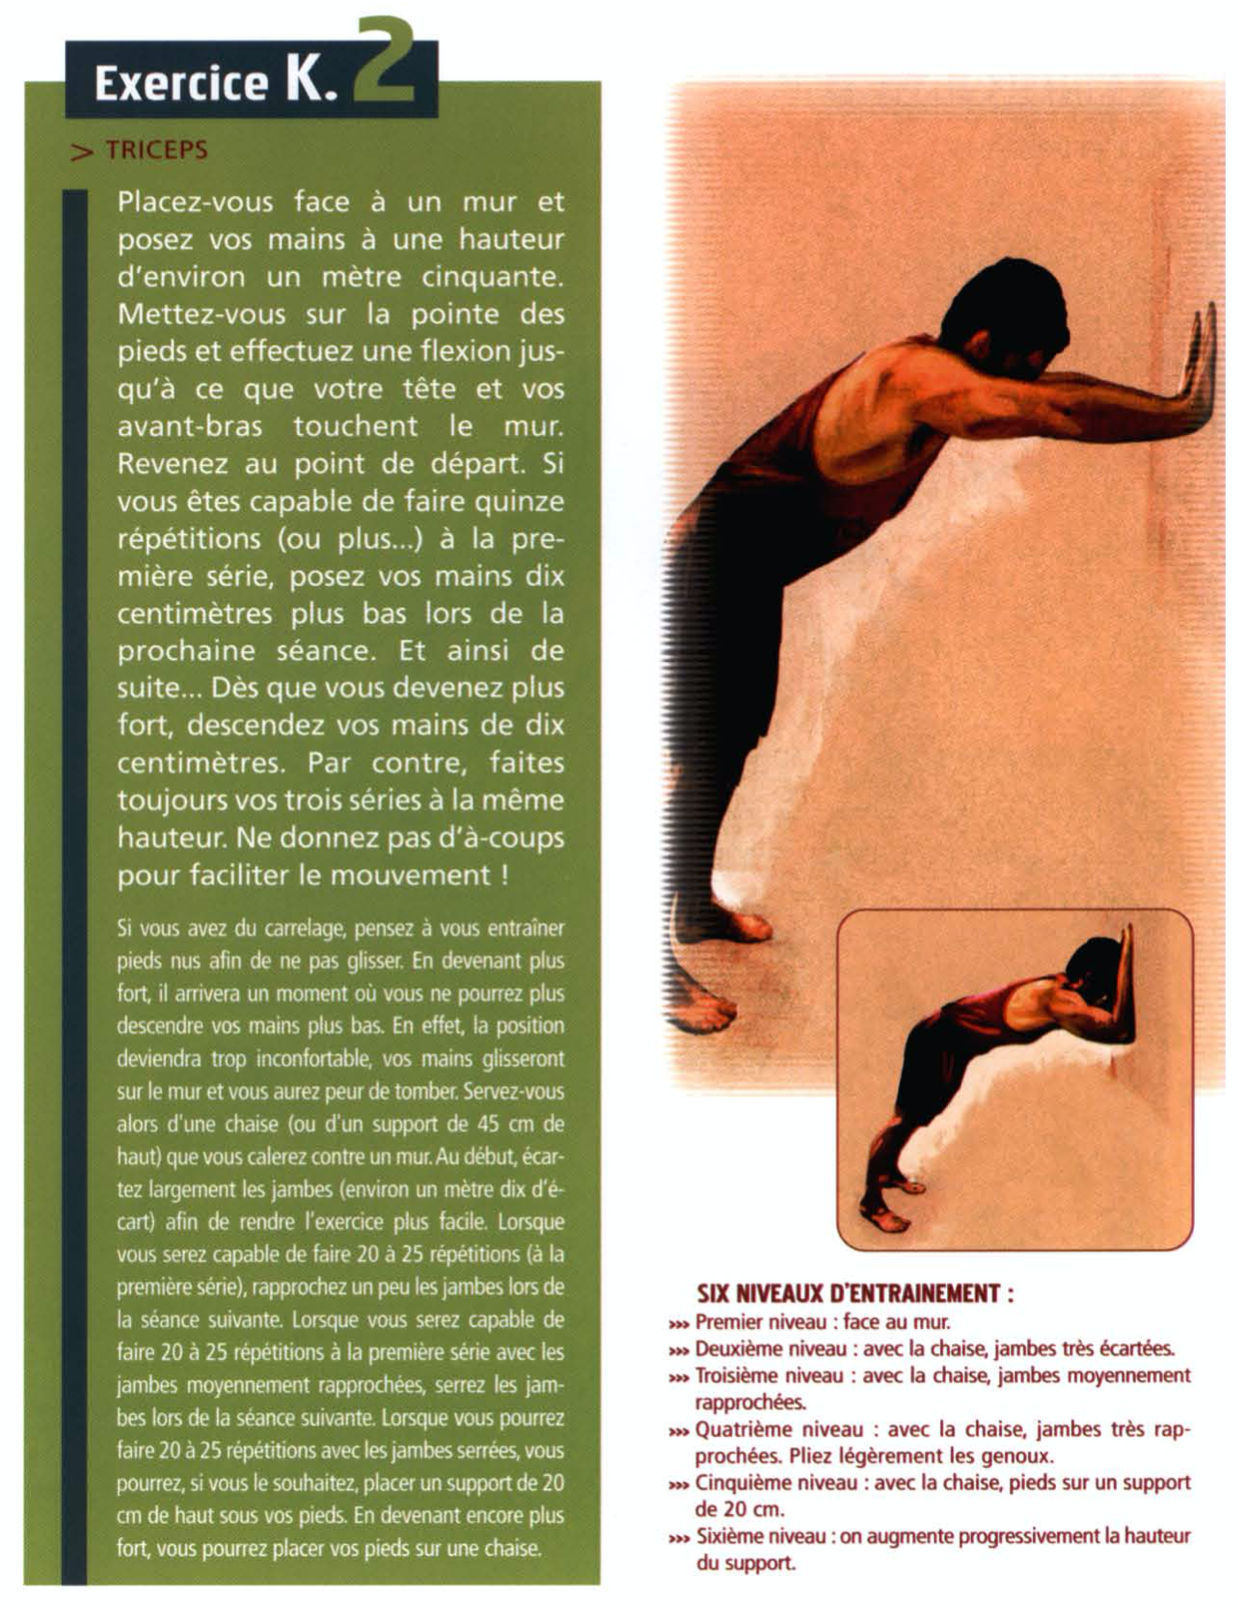 Exercice K.2
> TRICEPS
Placez-vous face à un mur et
posez vos mains à une hauteur
d'environ un mètre cinquante.
Mettez-vous sur la pointe des
pieds et effectuez une flexion jus-
qu'à ce que votre tête et vos
avant-bras touchent le mur.
Revenez au point de départ. Si
vous êtes capable de faire quinze
répétitions (ou plus...) à la pre-
mière série, posez vos mains dix
centimètres plus bas lors de la
prochaine séance. Et ainsi de
suite... Dès que vous devenez plus
fort, descendez vos mains de dix
centimètres. Par contre, faites
toujours vos trois séries à la même
hauteur. Ne donnez pas d'à-coups
pour faciliter le mouvement !
Si vous avez du carrelage, pensez à vous entraîner
pieds nus afin de ne pas glisser. En devenant plus
fort, il arrivera un moment où vous ne pourrez plus
descendre vos mains plus bas. En effet, la position
deviendra trop inconfortable, vos mains glisseront
sur le mur et vous aurez peur de tomber. Servez-vous
alors d'une chaise (ou d'un support de 45 cm de
haut) que vous calerez contre un mur. Au début, écar-
tez largement les jambes (environ un mètre dix d'é-
cart) afin de rendre l'exercice plus facile. Lorsque
vous serez capable de faire 20 à 25 répétitions (à la
première série), rapprochez un peu les jambes lors de
la séance suivante. Lorsque vous serez capable de
faire 20 à 25 répétitions à la première série avec les
jambes moyennement rapprochées, serrez les jam-
bes lors de la séance suivante. Lorsque vous pourrez
faire 20 à 25 répétitions avec les jambes serrées, vous
pourrez, si vous le souhaitez, placer un support de 20
cm de haut sous vos pieds. En devenant encore plus
fort, vous pourrez placer vos pieds sur une chaise.
SIX NIVEAUX D'ENTRAINEMENT :
»» Premier niveau : face au mur.
»» Deuxième niveau : avec la chaise, jambes très écartées.
»» Troisième niveau : avec la chaise, jambes moyennement
rapprochées.
»» Quatrième niveau : avec la chaise, jambes très rap-
prochées. Pliez légèrement les genoux.
»» Cinquième niveau : avec la chaise, pieds sur un support
de 20 cm.
»» Sixième niveau : on augmente progressivement la hauteur
du support.